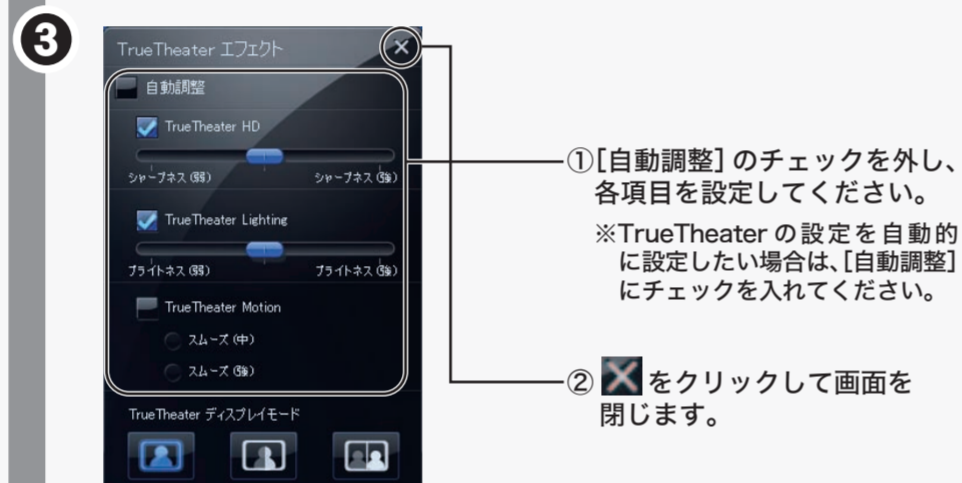 3
TrueTheater エフェクト
自動調整
TrueTheater HD
シャープネス (弱) シャープネス (強)
TrueTheater Lighting
ブライトネス (弱) ブライトネス (強)
TrueTheater Motion
スムーズ (中)
スムーズ (強)
TrueTheater ディスプレイモード
①[自動調整] のチェックを外し、
各項目を設定してください。
※TrueTheater の設定を自動的
に設定したい場合は、[自動調整]
にチェックを入れてください。
② をクリックして画面を
閉じます。